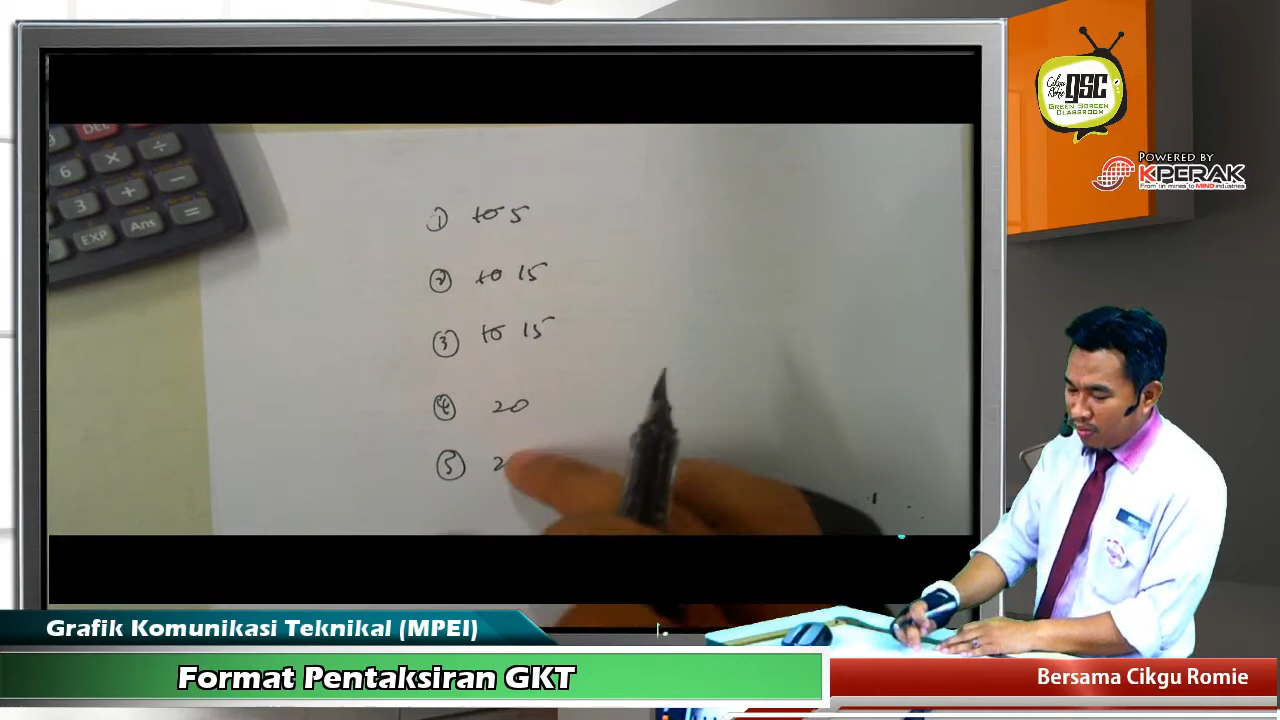 Cikgu Romie GSC
GREEN SCREEN
CLASSROOM
POWERED BY
KPERAK
From tin mines to MIND industries
DEL
6 × ÷
3 + −
EXP Ans =
① to 5
② to 15
③ to 15
④ 20
⑤ 2
Grafik Komunikasi Teknikal (MPEI)
Format Pentaksiran GKT
Bersama Cikgu Romie